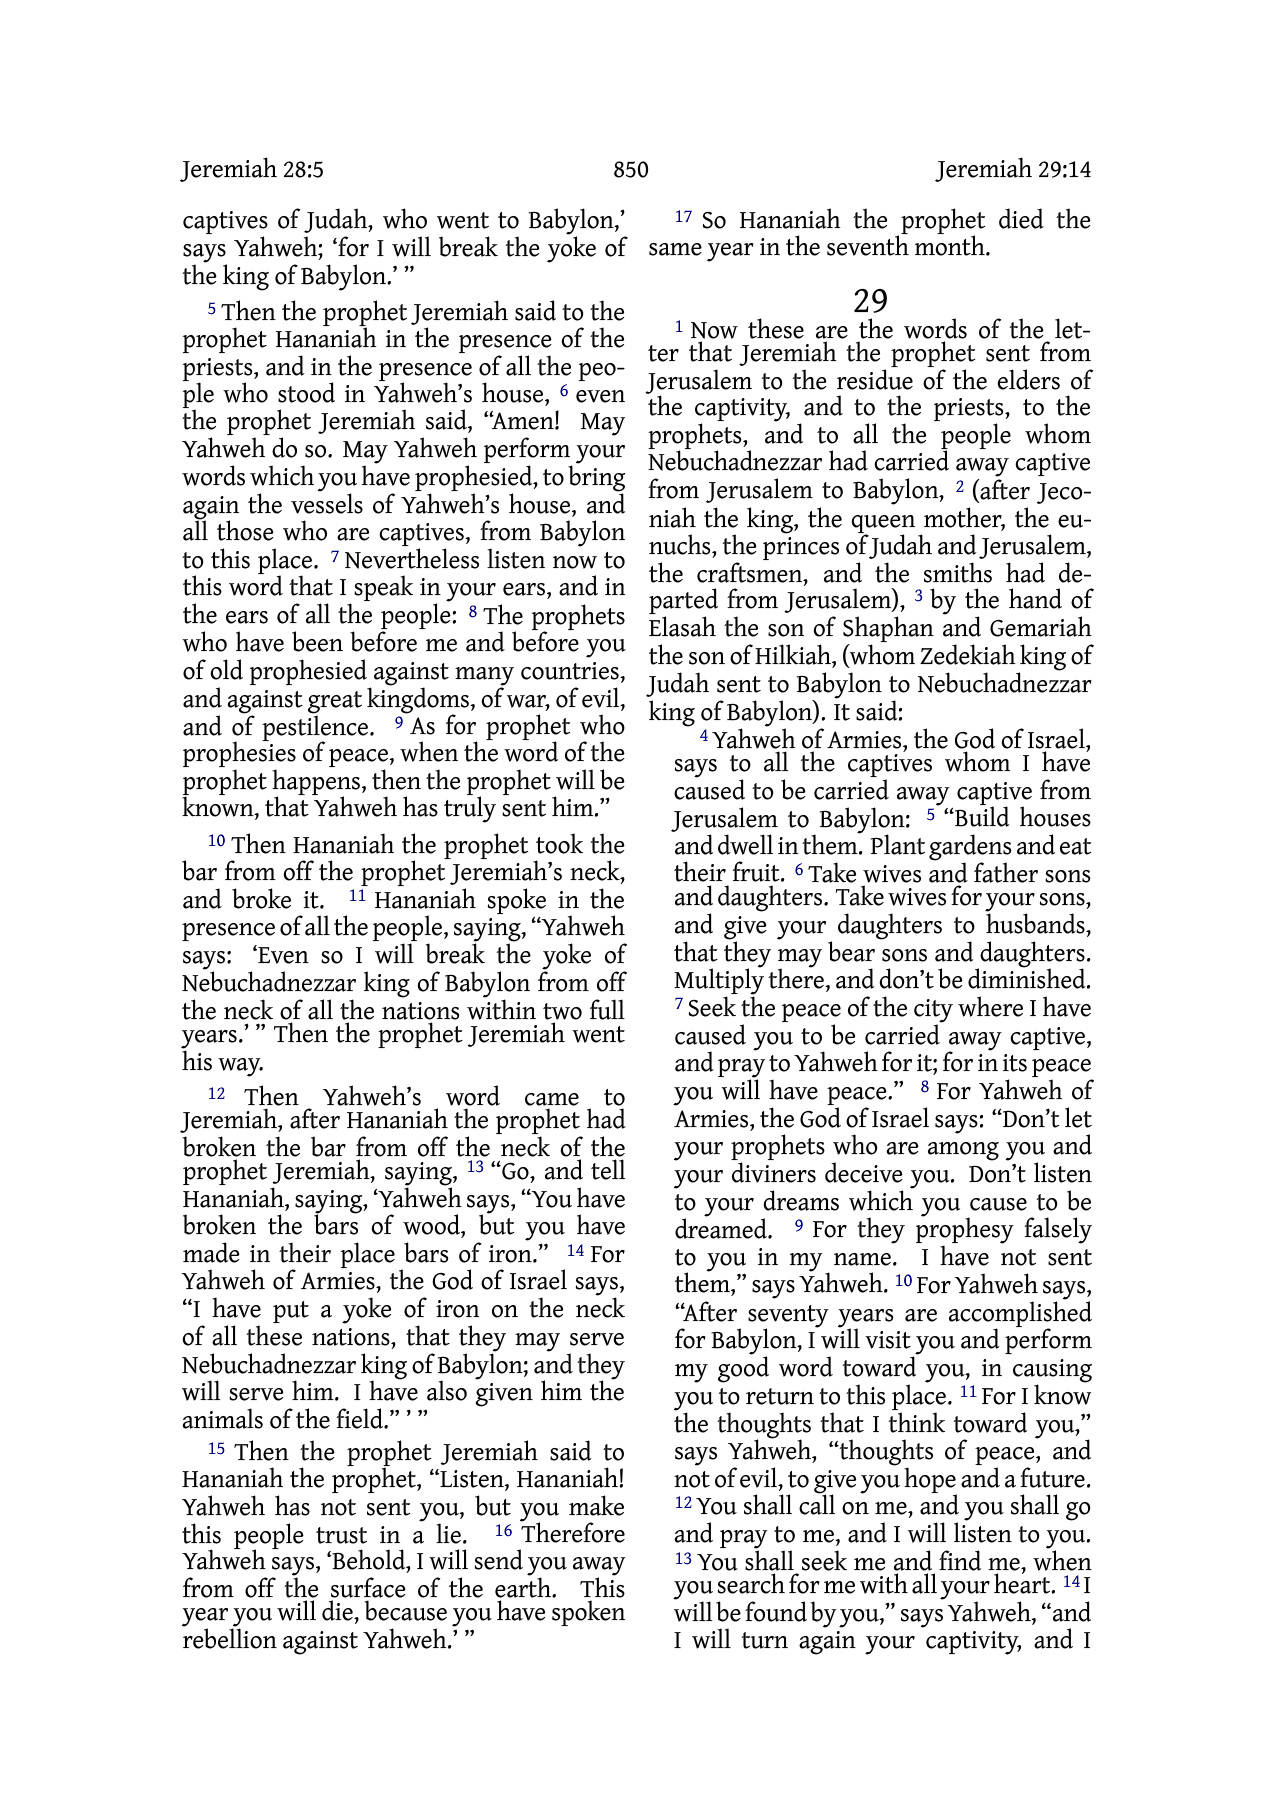 Jeremiah 28:5 850 Jeremiah 29:14
captives of Judah, who went to Babylon,’
says Yahweh; ‘for I will break the yoke of
the king of Babylon.’ ”
5 Then the prophet Jeremiah said to the
prophet Hananiah in the presence of the
priests, and in the presence of all the peo-
ple who stood in Yahweh’s house, 6 even
the prophet Jeremiah said, “Amen! May
Yahweh do so. May Yahweh perform your
words which you have prophesied, to bring
again the vessels of Yahweh’s house, and
all those who are captives, from Babylon
to this place. 7 Nevertheless listen now to
this word that I speak in your ears, and in
the ears of all the people: 8 The prophets
who have been before me and before you
of old prophesied against many countries,
and against great kingdoms, of war, of evil,
and of pestilence. 9 As for prophet who
prophesies of peace, when the word of the
prophet happens, then the prophet will be
known, that Yahweh has truly sent him.”
10 Then Hananiah the prophet took the
bar from off the prophet Jeremiah’s neck,
and broke it. 11 Hananiah spoke in the
presence of all the people, saying, “Yahweh
says: ‘Even so I will break the yoke of
Nebuchadnezzar king of Babylon from off
the neck of all the nations within two full
years.’ ” Then the prophet Jeremiah went
his way.
12 Then Yahweh’s word came to
Jeremiah, after Hananiah the prophet had
broken the bar from off the neck of the
prophet Jeremiah, saying, 13 “Go, and tell
Hananiah, saying, ‘Yahweh says, “You have
broken the bars of wood, but you have
made in their place bars of iron.” 14 For
Yahweh of Armies, the God of Israel says,
“I have put a yoke of iron on the neck
of all these nations, that they may serve
Nebuchadnezzar king of Babylon; and they
will serve him. I have also given him the
animals of the field.” ’ ”
15 Then the prophet Jeremiah said to
Hananiah the prophet, “Listen, Hananiah!
Yahweh has not sent you, but you make
this people trust in a lie. 16 Therefore
Yahweh says, ‘Behold, I will send you away
from off the surface of the earth. This
year you will die, because you have spoken
rebellion against Yahweh.’ ”
17 So Hananiah the prophet died the
same year in the seventh month.
29
1 Now these are the words of the let-
ter that Jeremiah the prophet sent from
Jerusalem to the residue of the elders of
the captivity, and to the priests, to the
prophets, and to all the people whom
Nebuchadnezzar had carried away captive
from Jerusalem to Babylon, 2 (after Jeco-
niah the king, the queen mother, the eu-
nuchs, the princes of Judah and Jerusalem,
the craftsmen, and the smiths had de-
parted from Jerusalem), 3 by the hand of
Elasah the son of Shaphan and Gemariah
the son of Hilkiah, (whom Zedekiah king of
Judah sent to Babylon to Nebuchadnezzar
king of Babylon). It said:
4 Yahweh of Armies, the God of Israel,
says to all the captives whom I have
caused to be carried away captive from
Jerusalem to Babylon: 5 “Build houses
and dwell in them. Plant gardens and eat
their fruit. 6 Take wives and father sons
and daughters. Take wives for your sons,
and give your daughters to husbands,
that they may bear sons and daughters.
Multiply there, and don’t be diminished.
7 Seek the peace of the city where I have
caused you to be carried away captive,
and pray to Yahweh for it; for in its peace
you will have peace.” 8 For Yahweh of
Armies, the God of Israel says: “Don’t let
your prophets who are among you and
your diviners deceive you. Don’t listen
to your dreams which you cause to be
dreamed. 9 For they prophesy falsely
to you in my name. I have not sent
them,” says Yahweh. 10 For Yahweh says,
“After seventy years are accomplished
for Babylon, I will visit you and perform
my good word toward you, in causing
you to return to this place. 11 For I know
the thoughts that I think toward you,”
says Yahweh, “thoughts of peace, and
not of evil, to give you hope and a future.
12 You shall call on me, and you shall go
and pray to me, and I will listen to you.
13 You shall seek me and find me, when
you search for me with all your heart. 14 I
will be found by you,” says Yahweh, “and
I will turn again your captivity, and I